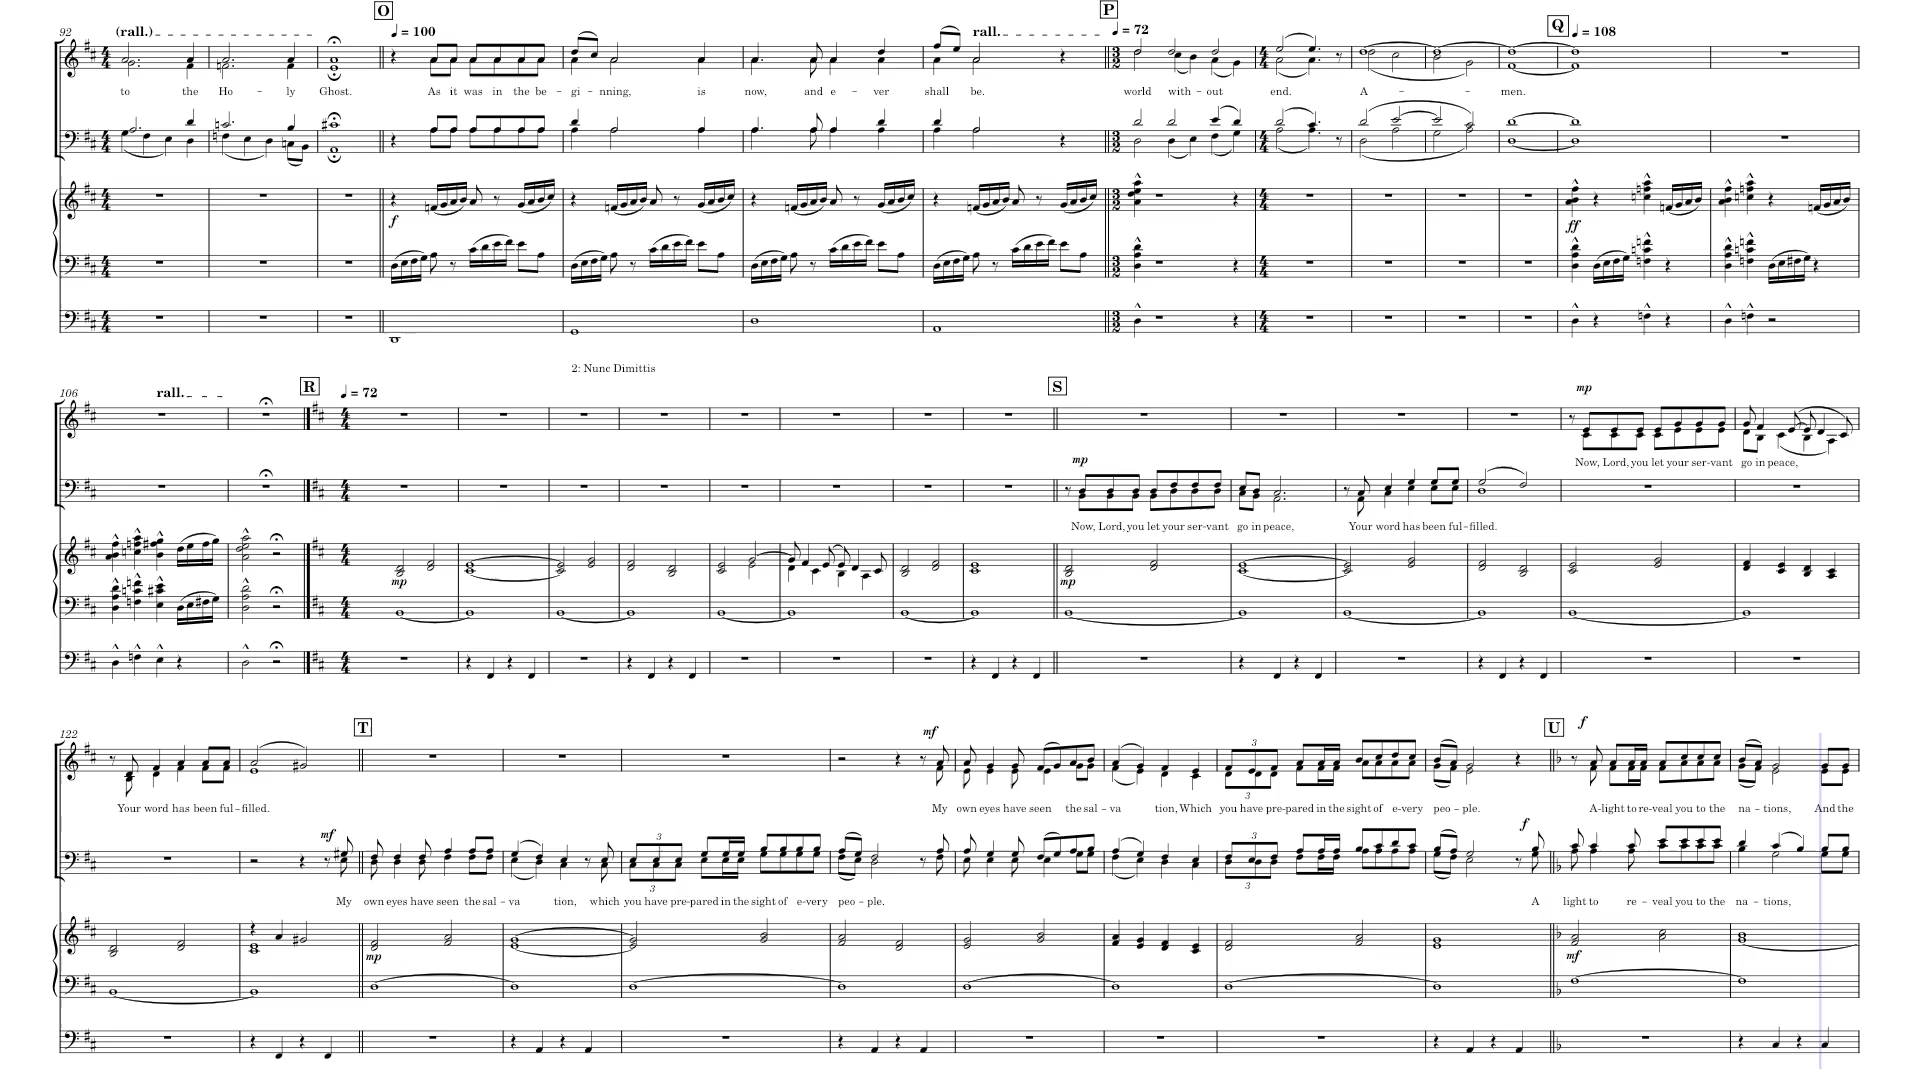 O P Q
92 (rall.) ♩ = 100 rall. ♩ = 72 ♩ = 108
to the Ho – ly Ghost. As it was in the be – gi – nning, is now, and e – ver shall be. world with – out end. A – – – men.
f ff
2: Nunc Dimittis
R S
106 rall. ♩ = 72 mp
Now, Lord, you let your ser-vant go in peace,
mp
Now, Lord, you let your ser-vant go in peace, Your word has been ful – filled.
mp mp
T U
122 mf f
Your word has been ful – filled. My own eyes have seen the sal – va tion, Which you have pre-pared in the sight of e-very peo – ple. A-light to re-veal you to the na – tions, And the
mf f
My own eyes have seen the sal – va tion, which you have pre-pared in the sight of e-very peo – ple. A light to re – veal you to the na – tions,
mp mf